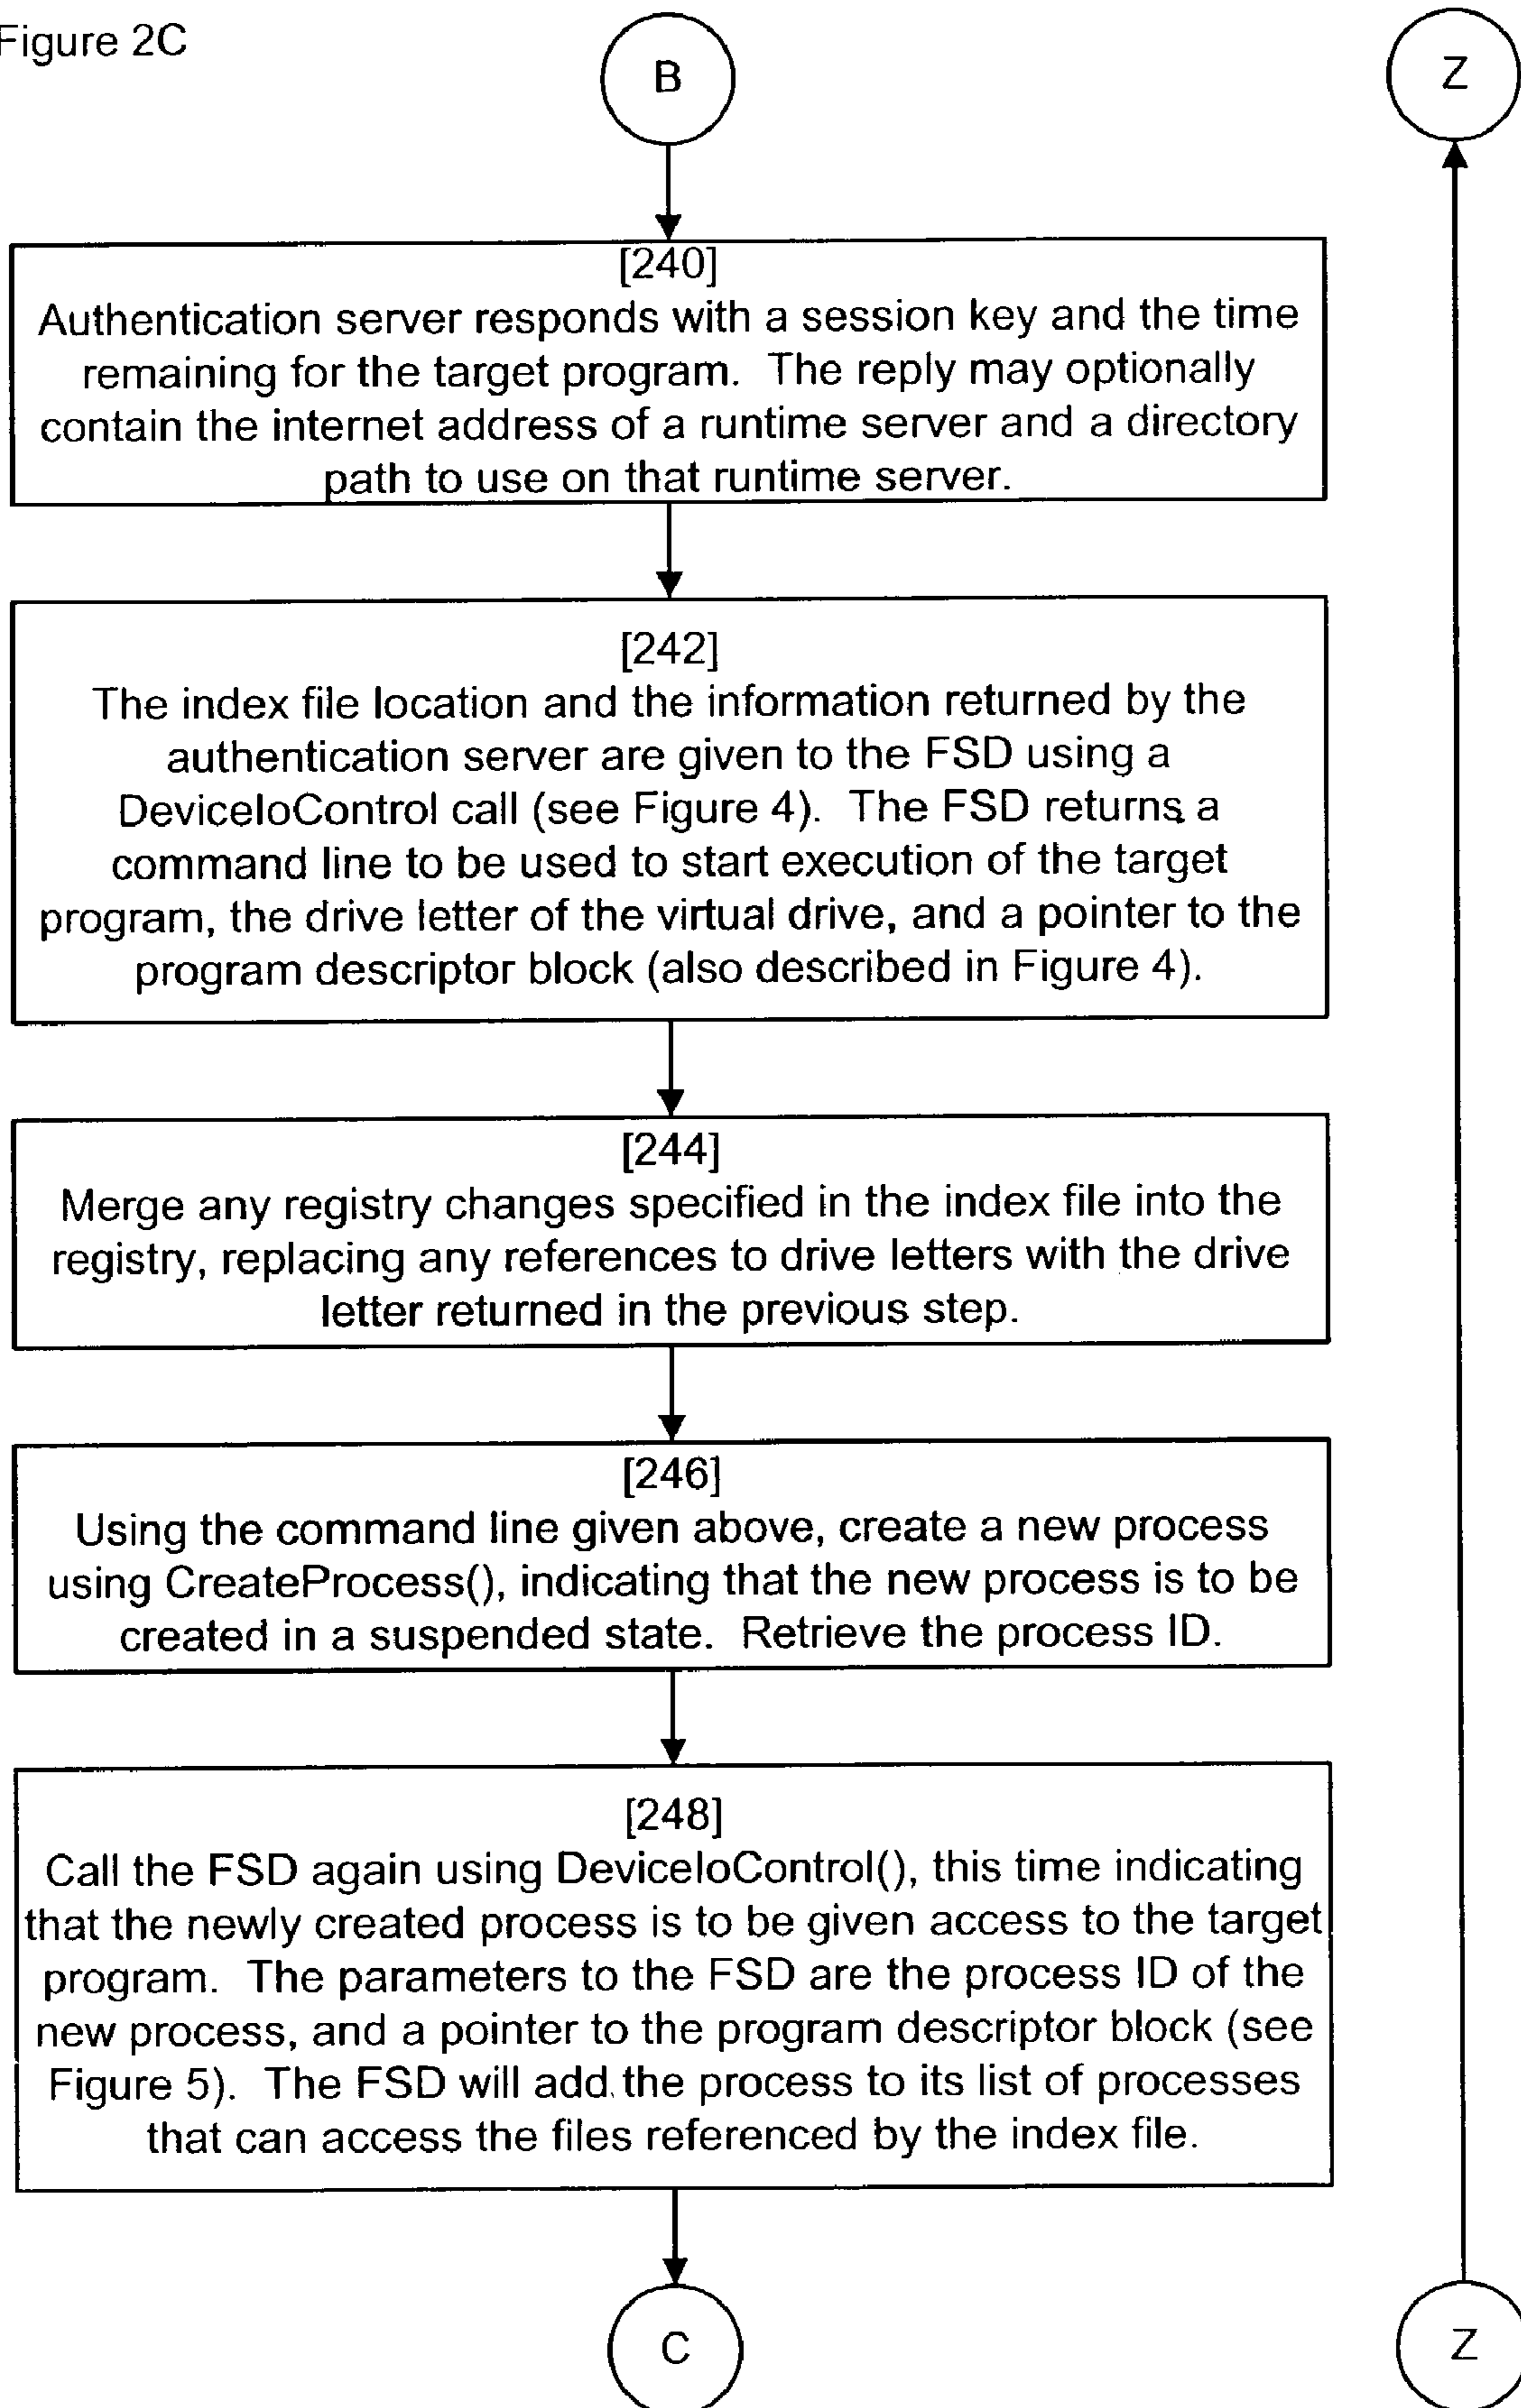 Figure 2C
B
Z
[240]
Authentication server responds with a session key and the time
remaining for the target program. The reply may optionally
contain the internet address of a runtime server and a directory
path to use on that runtime server.
[242]
The index file location and the information returned by the
authentication server are given to the FSD using a
DeviceIoControl call (see Figure 4). The FSD returns a
command line to be used to start execution of the target
program, the drive letter of the virtual drive, and a pointer to the
program descriptor block (also described in Figure 4).
[244]
Merge any registry changes specified in the index file into the
registry, replacing any references to drive letters with the drive
letter returned in the previous step.
[246]
Using the command line given above, create a new process
using CreateProcess(), indicating that the new process is to be
created in a suspended state. Retrieve the process ID.
[248]
Call the FSD again using DeviceIoControl(), this time indicating
that the newly created process is to be given access to the target
program. The parameters to the FSD are the process ID of the
new process, and a pointer to the program descriptor block (see
Figure 5). The FSD will add the process to its list of processes
that can access the files referenced by the index file.
C
Z